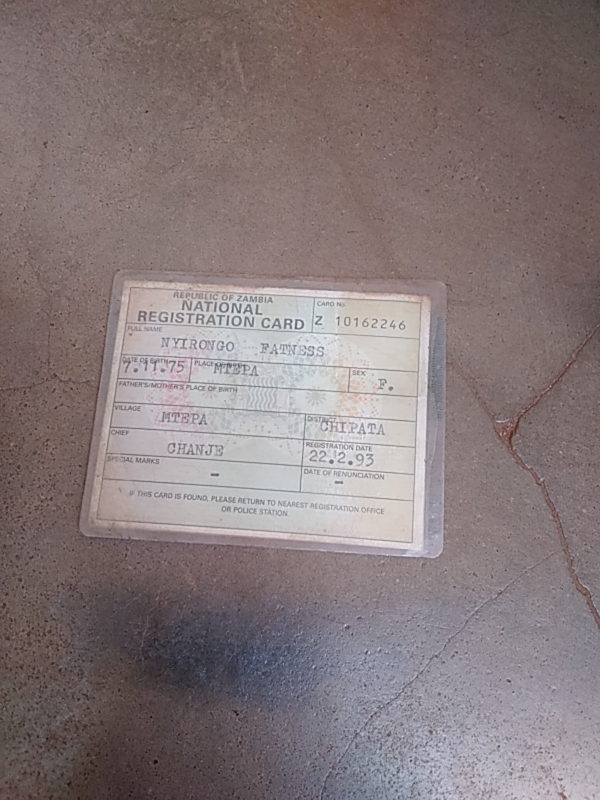 REPUBLIC OF ZAMBIA
NATIONAL
REGISTRATION CARD
CARD No
Z 10162246
FULL NAME
NYIRONGO FATNESS
DATE OF BIRTH
7.11.75
PLACE
MTEPA
SEX
F.
FATHER'S/MOTHER'S PLACE OF BIRTH
VILLAGE
MTEPA
DISTRICT
CHIPATA
CHIEF
CHANJE
REGISTRATION DATE
22.2.93
SPECIAL MARKS
-
DATE OF RENUNCIATION
-
IF THIS CARD IS FOUND, PLEASE RETURN TO NEAREST REGISTRATION OFFICE
OR POLICE STATION.